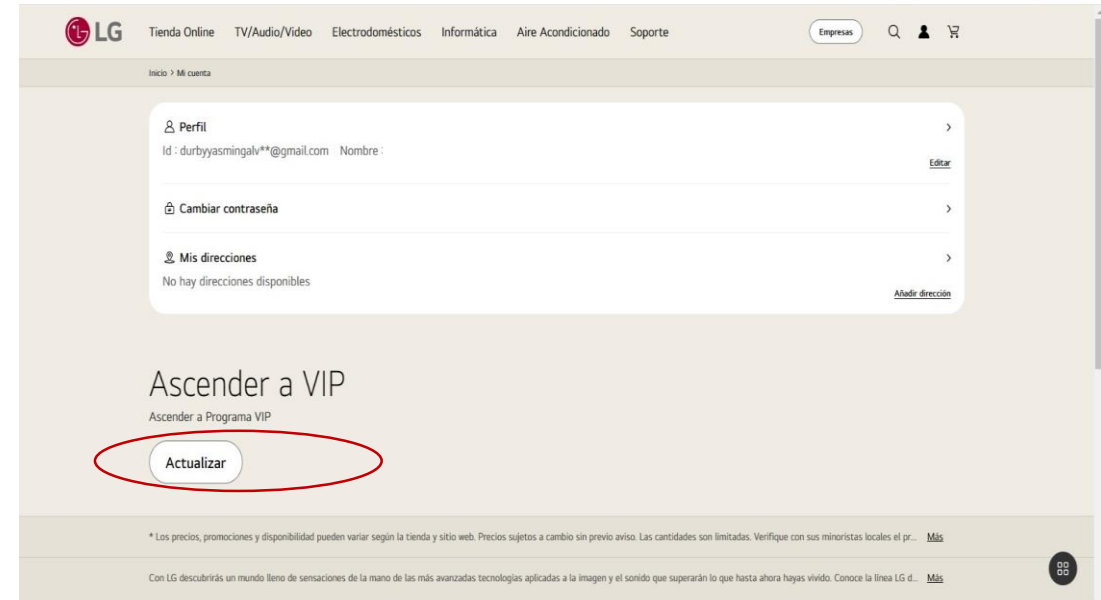 LG
Tienda Online TV/Audio/Video Electrodomésticos Informática Aire Acondicionado Soporte Empresas
Inicio > Mi cuenta
Perfil
Id : durbyyasmingalv**@gmail.com Nombre :
Editar
Cambiar contraseña
Mis direcciones
No hay direcciones disponibles
Añadir dirección
Ascender a VIP
Ascender a Programa VIP
Actualizar
* Los precios, promociones y disponibilidad pueden variar según la tienda y sitio web. Precios sujetos a cambio sin previo aviso. Las cantidades son limitadas. Verifique con sus minoristas locales el pr... Más
Con LG descubrirás un mundo lleno de sensaciones de la mano de las más avanzadas tecnologías aplicadas a la imagen y el sonido que superarán lo que hasta ahora hayas vivido. Conoce la línea LG d... Más